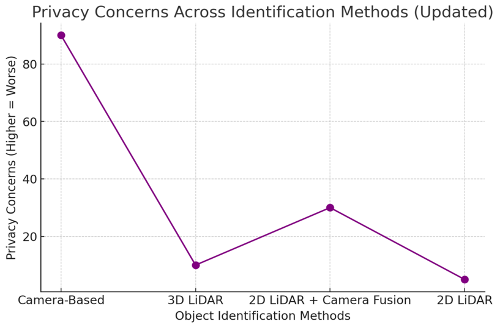 Privacy Concerns Across Identification Methods (Updated)
Privacy Concerns (Higher = Worse)
80
60
40
20
Camera-Based
3D LiDAR
2D LiDAR + Camera Fusion
2D LiDAR
Object Identification Methods